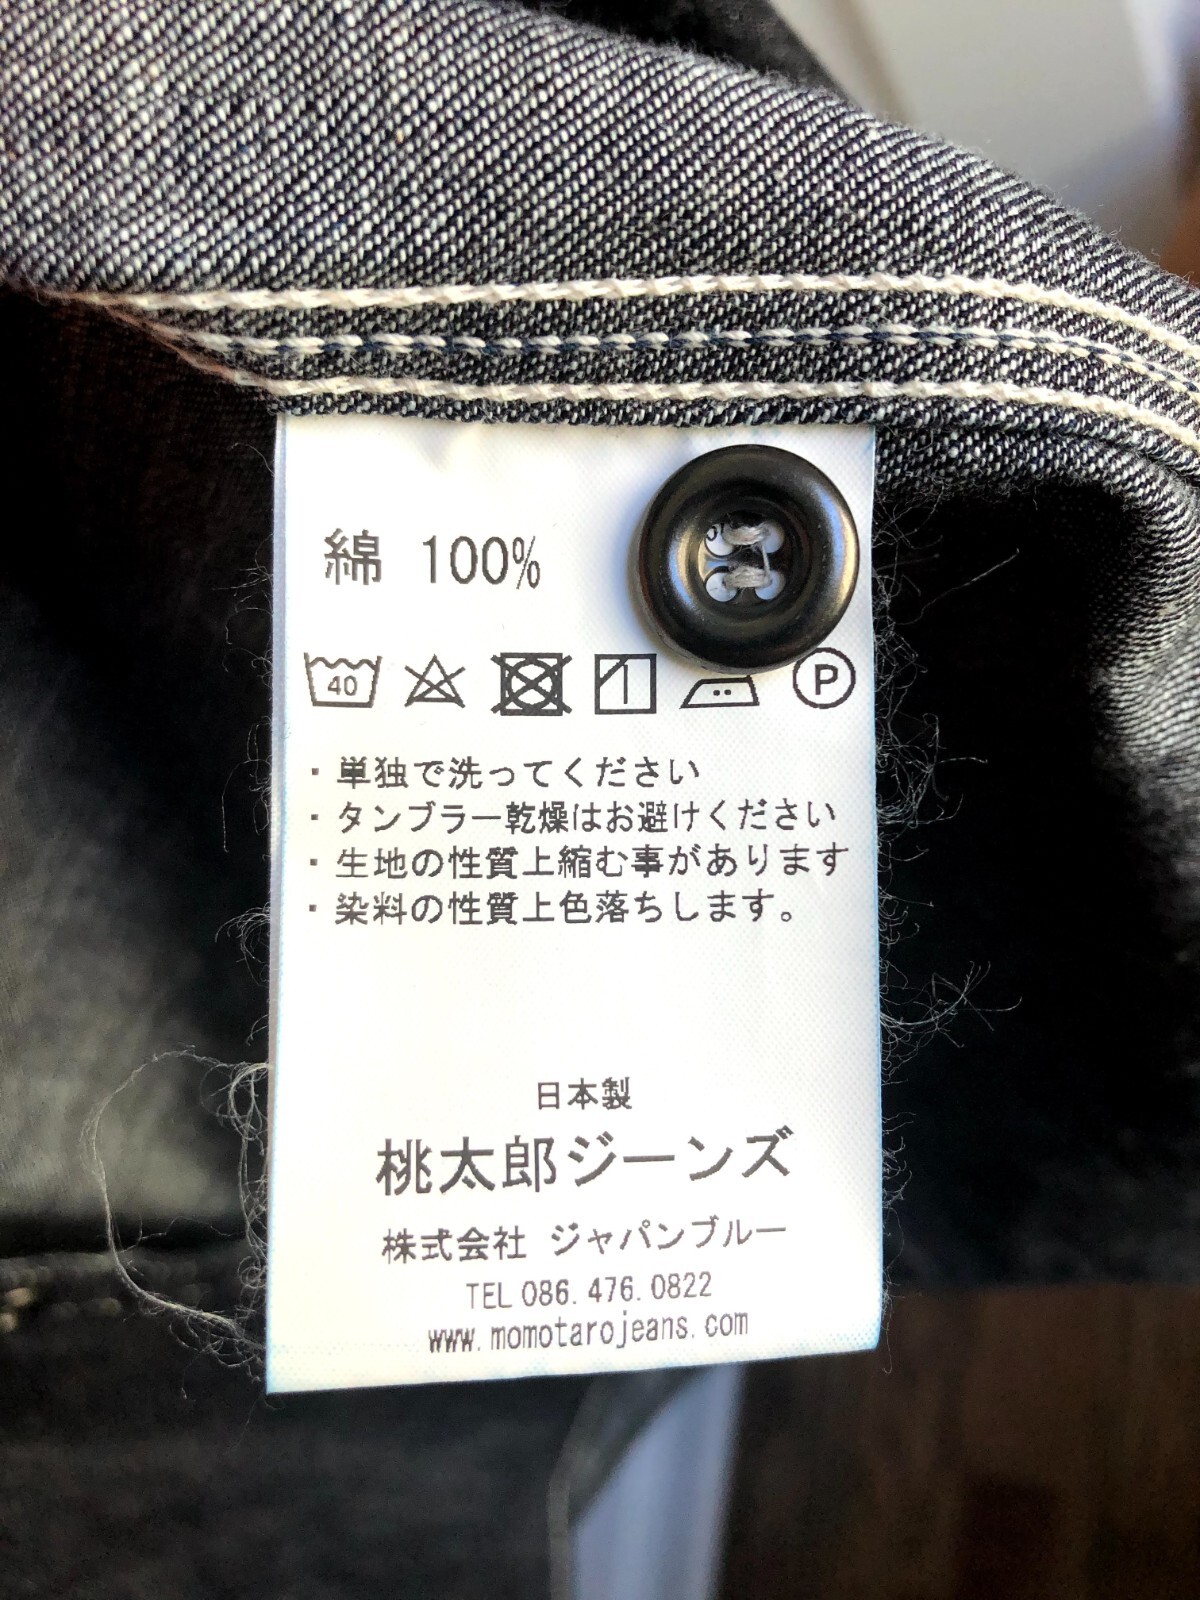 綿 100%
40
P
・単独で洗ってください
・タンブラー乾燥はお避けください
・生地の性質上縮む事があります
・染料の性質上色落ちします。
日本製
桃太郎ジーンズ
株式会社 ジャパンブルー
TEL 086.476.0822
www.momotarojeans.com